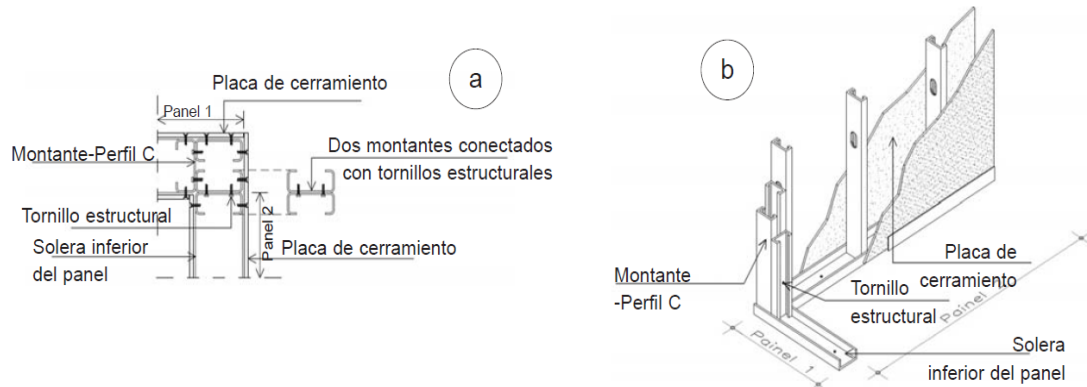 a
Placa de cerramiento
Panel 1
Montante-Perfil C
Dos montantes conectados
con tornillos estructurales
Tornillo estructural
Solera inferior
del panel
Panel 2
Placa de cerramiento
b
Placa de
cerramiento
Montante
-Perfil C
Tornillo
estructural
Painel
Painel 1
Solera
inferior del panel